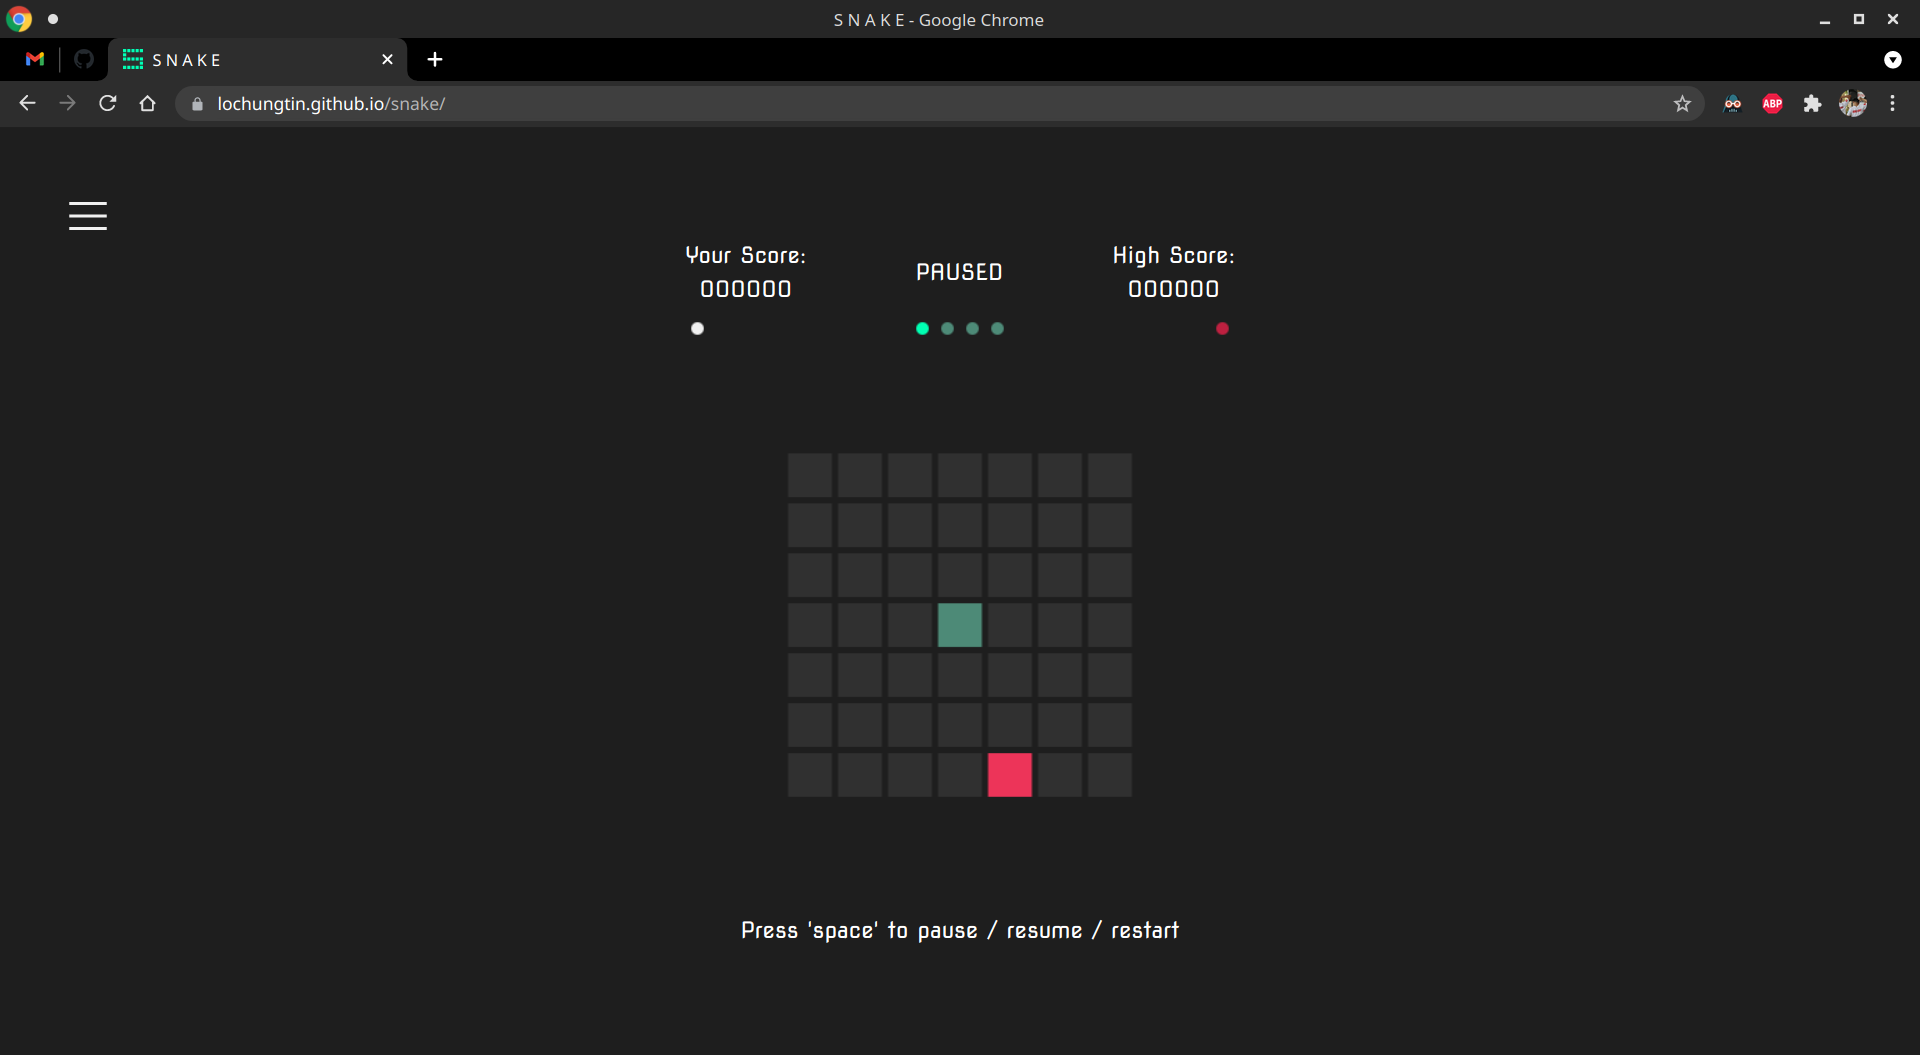 S N A K E - Google Chrome
S N A K E
lochungtin.github.io/snake/
ABP
Your Score:
000000
PAUSED
High Score:
000000
Press 'space' to pause / resume / restart